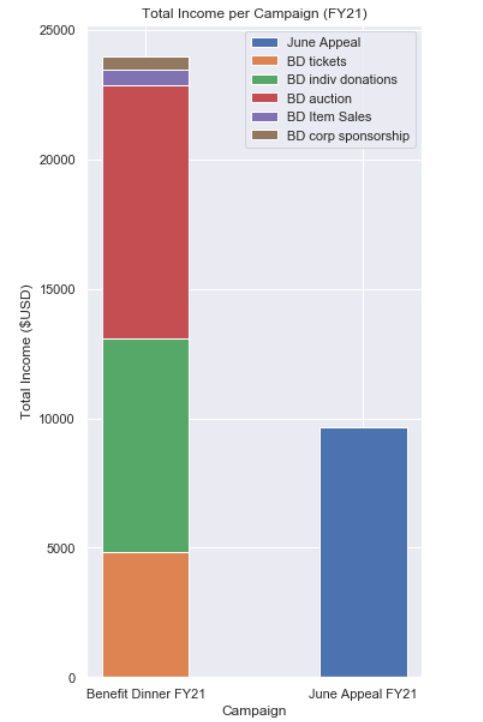 Total Income per Campaign (FY21)
June Appeal
BD tickets
BD indiv donations
BD auction
BD Item Sales
BD corp sponsorship
25000
20000
15000
10000
5000
0
Total Income ($USD)
Benefit Dinner FY21
June Appeal FY21
Campaign